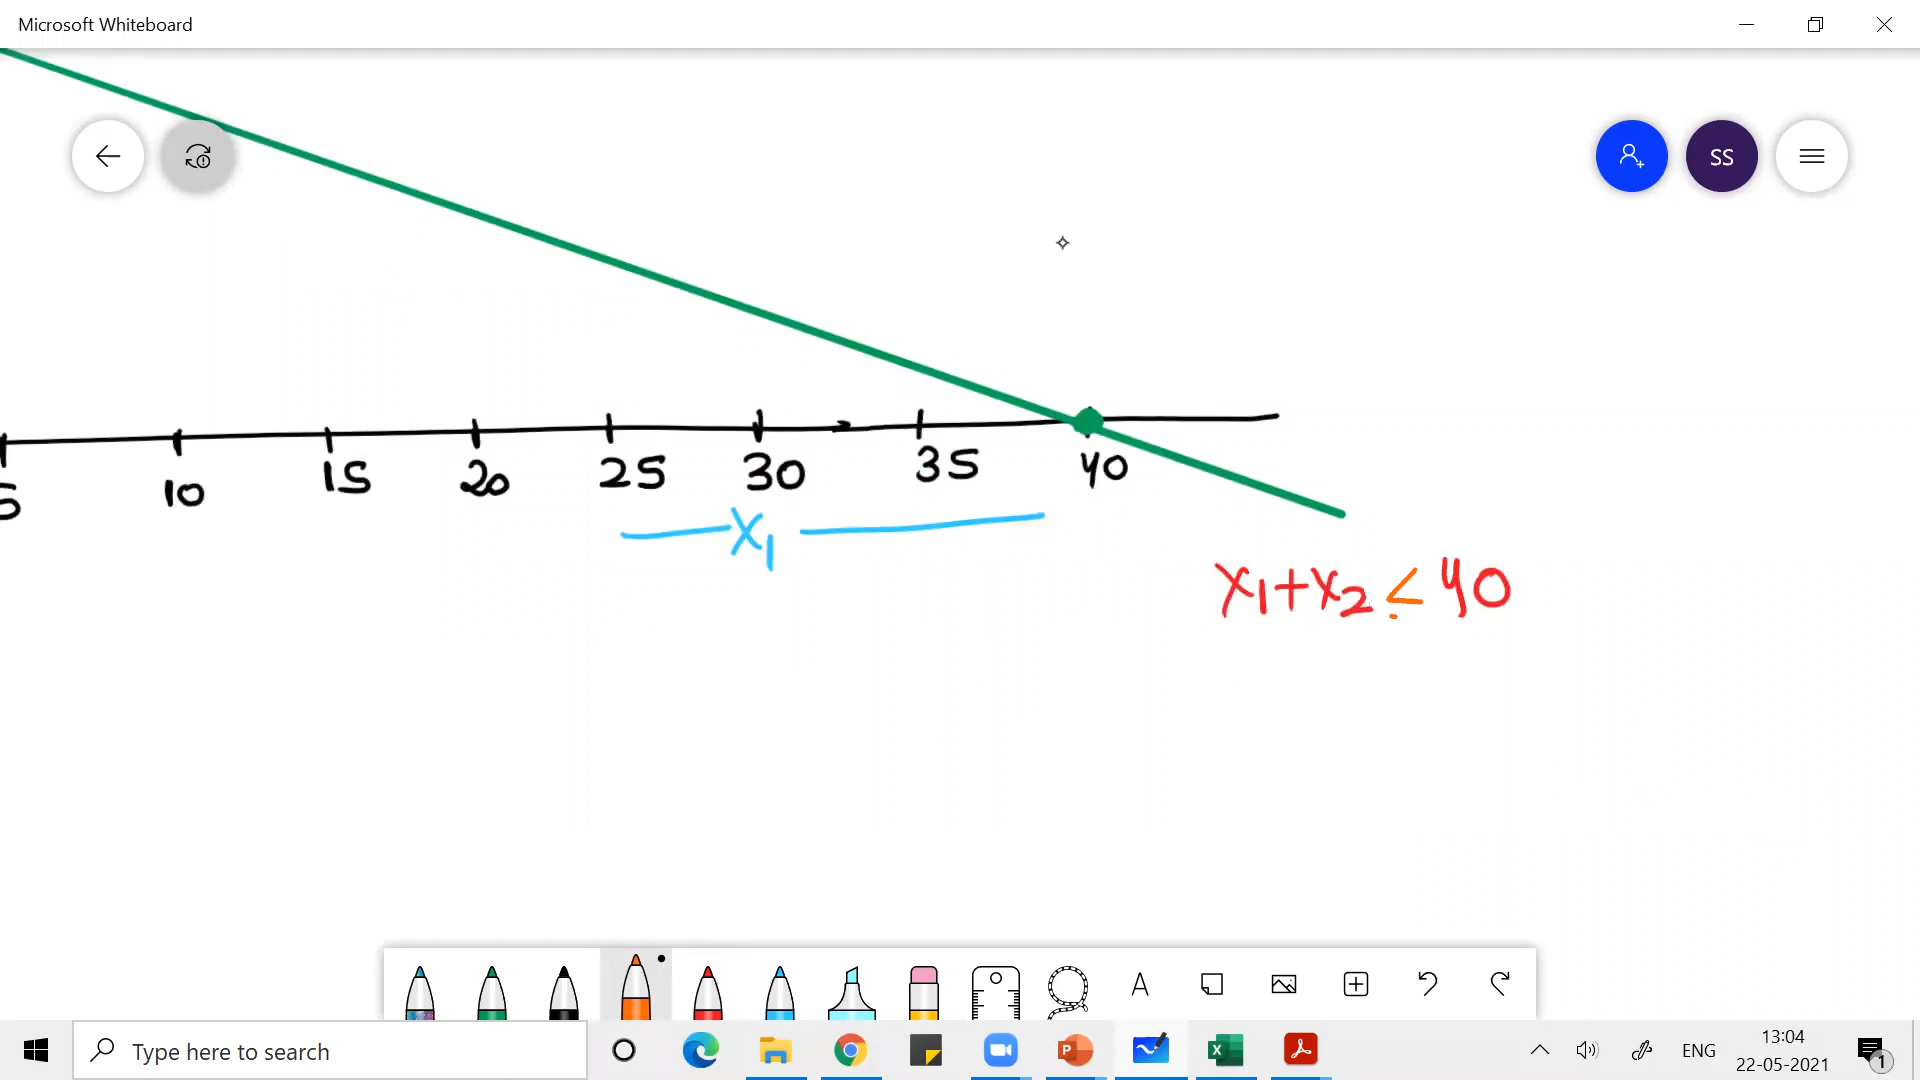 Microsoft Whiteboard
SS
5 10 15 20 25 30 35 40
X₁
X₁+X₂ ≤ 40
A
Type here to search
P
X
ENG
13:04
22-05-2021
1